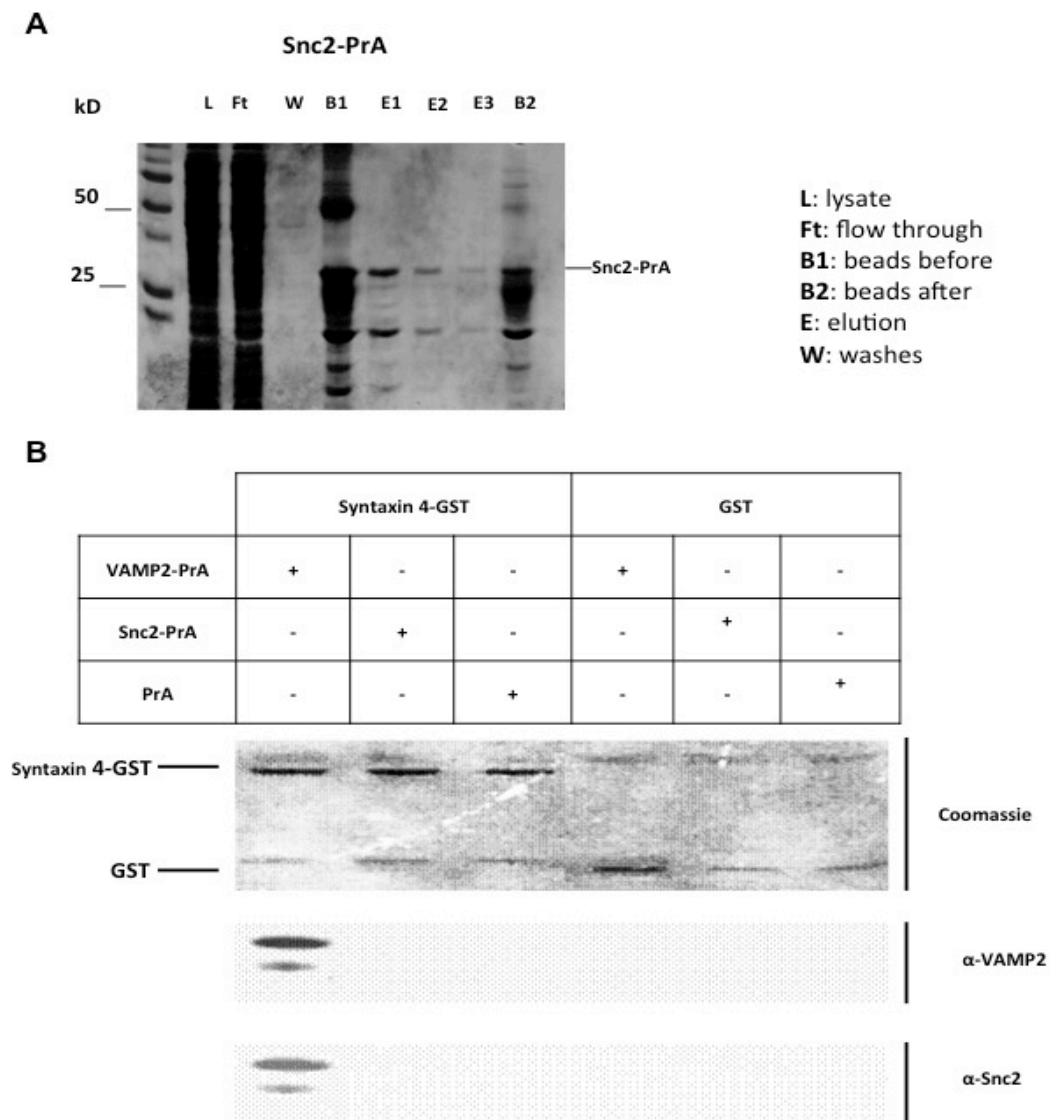 A
Snc2-PrA
kD L Ft W B1 E1 E2 E3 B2
50
25
Snc2-PrA
L: lysate
Ft: flow through
B1: beads before
B2: beads after
E: elution
W: washes
B
Syntaxin 4-GST GST
VAMP2-PrA + - - + - -
Snc2-PrA - + - - + -
PrA - - + - - +
Syntaxin 4-GST
GST
Coomassie
α-VAMP2
α-Snc2